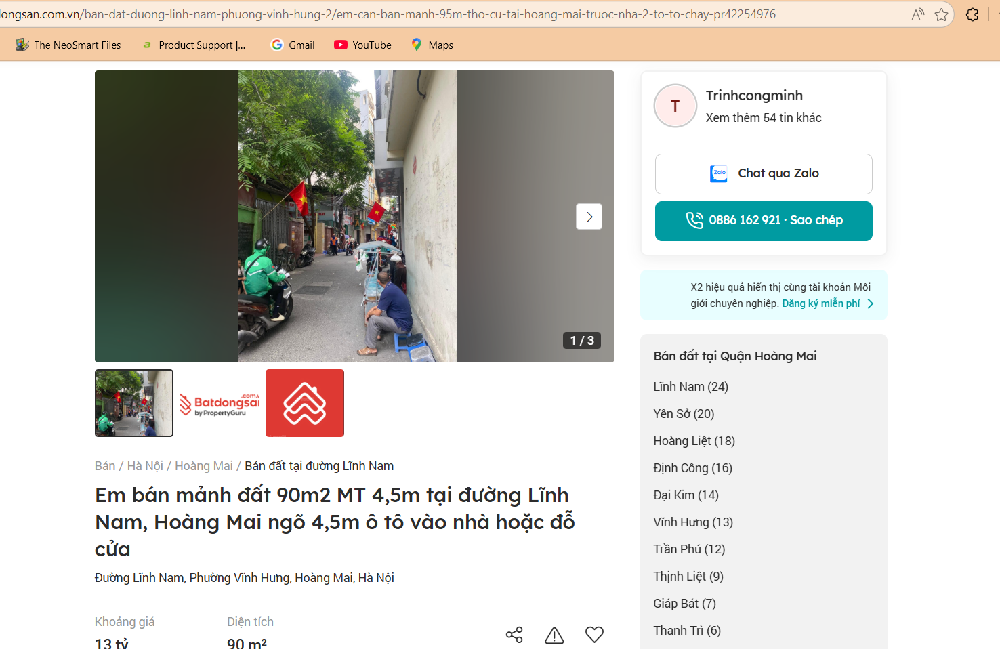 longsan.com.vn/ban-dat-duong-linh-nam-phuong-vinh-hung-2/em-can-ban-manh-95m-tho-cu-tai-hoang-mai-truoc-nha-2-to-to-chay-pr42254976
The NeoSmart Files
Product Support |...
Gmail
YouTube
Maps
1 / 3
Batdongsan
.com.v
by PropertyGuru
Bán / Hà Nội / Hoàng Mai / Bán đất tại đường Lĩnh Nam
Em bán mảnh đất 90m2 MT 4,5m tại đường Lĩnh
Nam, Hoàng Mai ngõ 4,5m ô tô vào nhà hoặc đỗ
cửa
Đường Lĩnh Nam, Phường Vĩnh Hưng, Hoàng Mai, Hà Nội
Khoảng giá
13 tỷ
Diện tích
90 m²
T
Trinhcongminh
Xem thêm 54 tin khác
Zalo
Chat qua Zalo
0886 162 921 · Sao chép
X2 hiệu quả hiển thị cùng tài khoản Môi
giới chuyên nghiệp. Đăng ký miễn phí
Bán đất tại Quận Hoàng Mai
Lĩnh Nam (24)
Yên Sở (20)
Hoàng Liệt (18)
Định Công (16)
Đại Kim (14)
Vĩnh Hưng (13)
Trần Phú (12)
Thịnh Liệt (9)
Giáp Bát (7)
Thanh Trì (6)